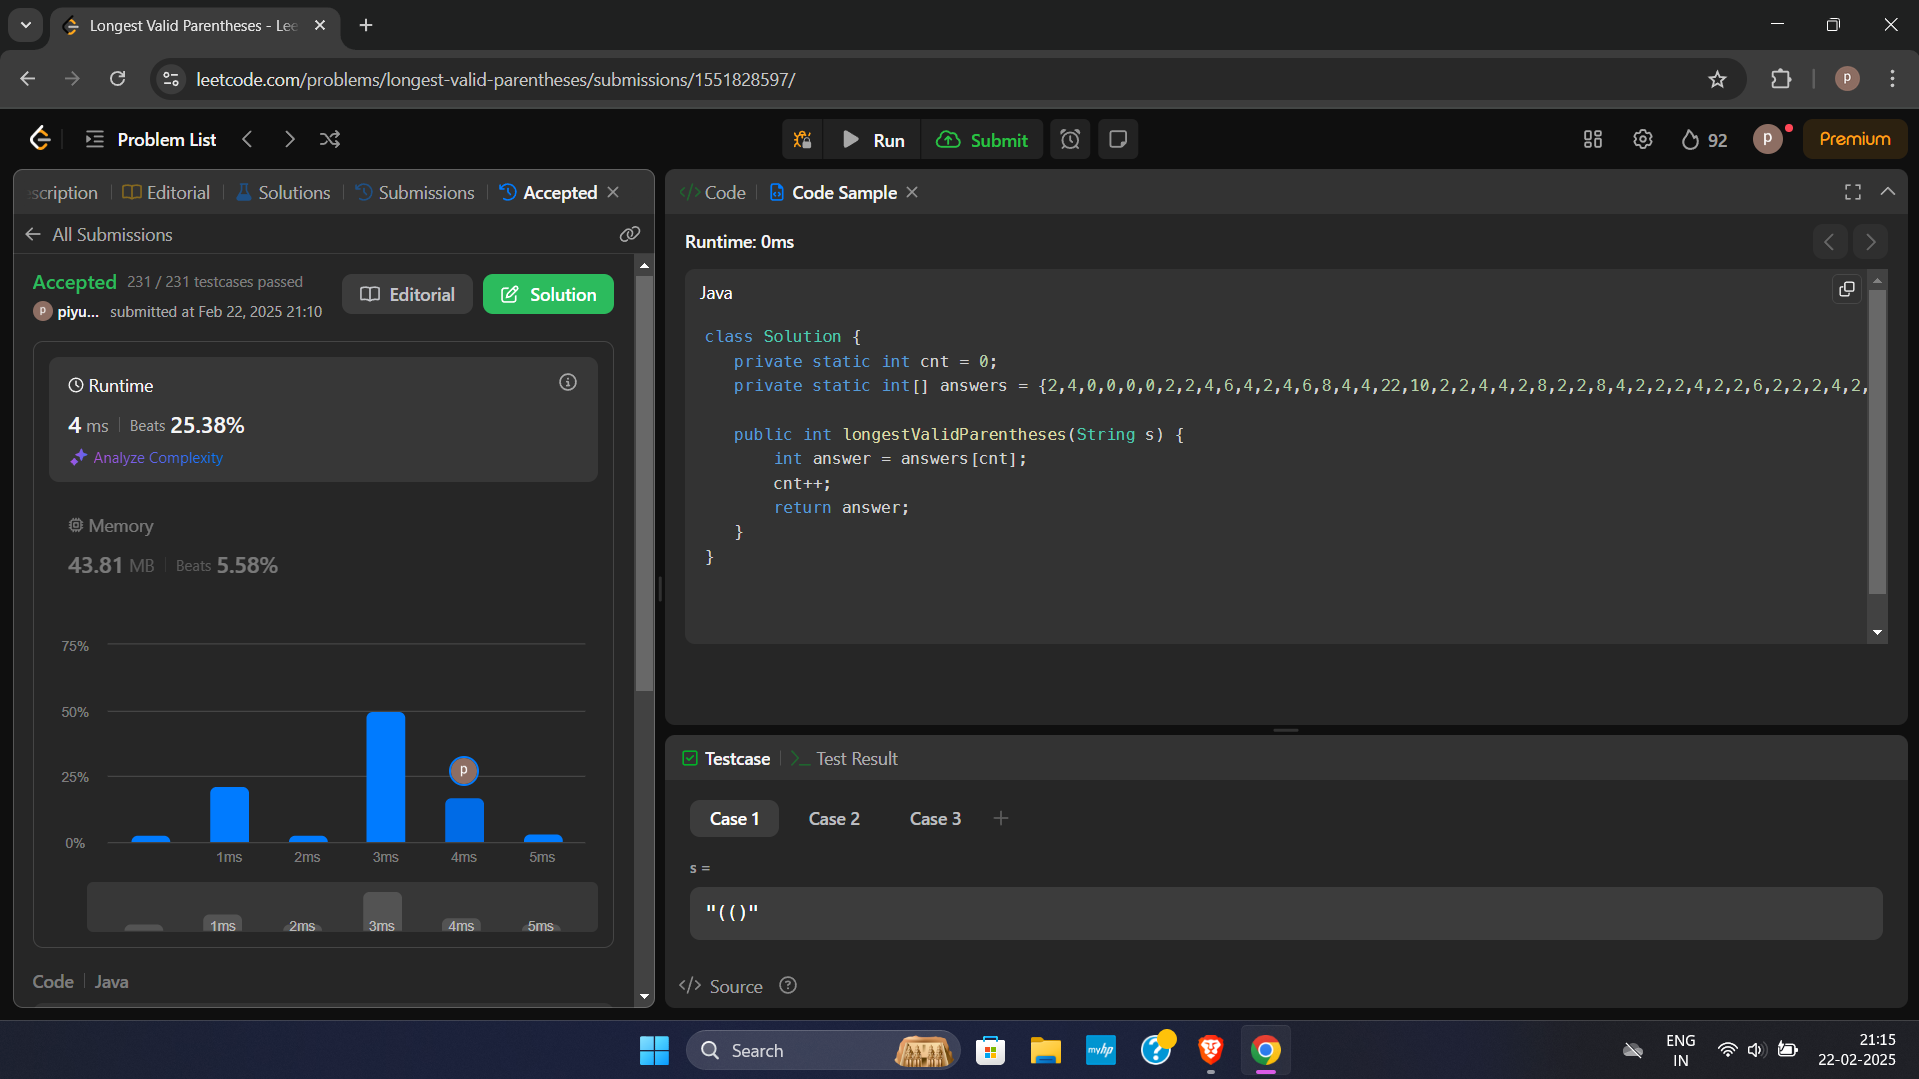 Longest Valid Parentheses - Lee
leetcode.com/problems/longest-valid-parentheses/submissions/1551828597/
P
Problem List
Run
Submit
92
P
Premium
scription
Editorial
Solutions
Submissions
Accepted
All Submissions
Accepted 231 / 231 testcases passed
P piyu... submitted at Feb 22, 2025 21:10
Editorial
Solution
Runtime
4 ms Beats 25.38%
Analyze Complexity
Memory
43.81 MB Beats 5.58%
75%
50%
25%
0%
P
1ms 2ms 3ms 4ms 5ms
1ms 2ms 3ms 4ms 5ms
Code Java
</> Code
Code Sample
Runtime: 0ms
Java
class Solution {
private static int cnt = 0;
private static int[] answers = {2,4,0,0,0,0,2,2,4,6,4,2,4,6,8,4,4,22,10,2,2,4,4,2,8,2,2,8,4,2,2,2,4,2,2,6,2,2,2,4,2,
public int longestValidParentheses(String s) {
int answer = answers[cnt];
cnt++;
return answer;
}
}
Testcase
>_ Test Result
Case 1 Case 2 Case 3 +
s =
"(()"
</> Source ?
Search
myhp
ENG
IN
21:15
22-02-2025